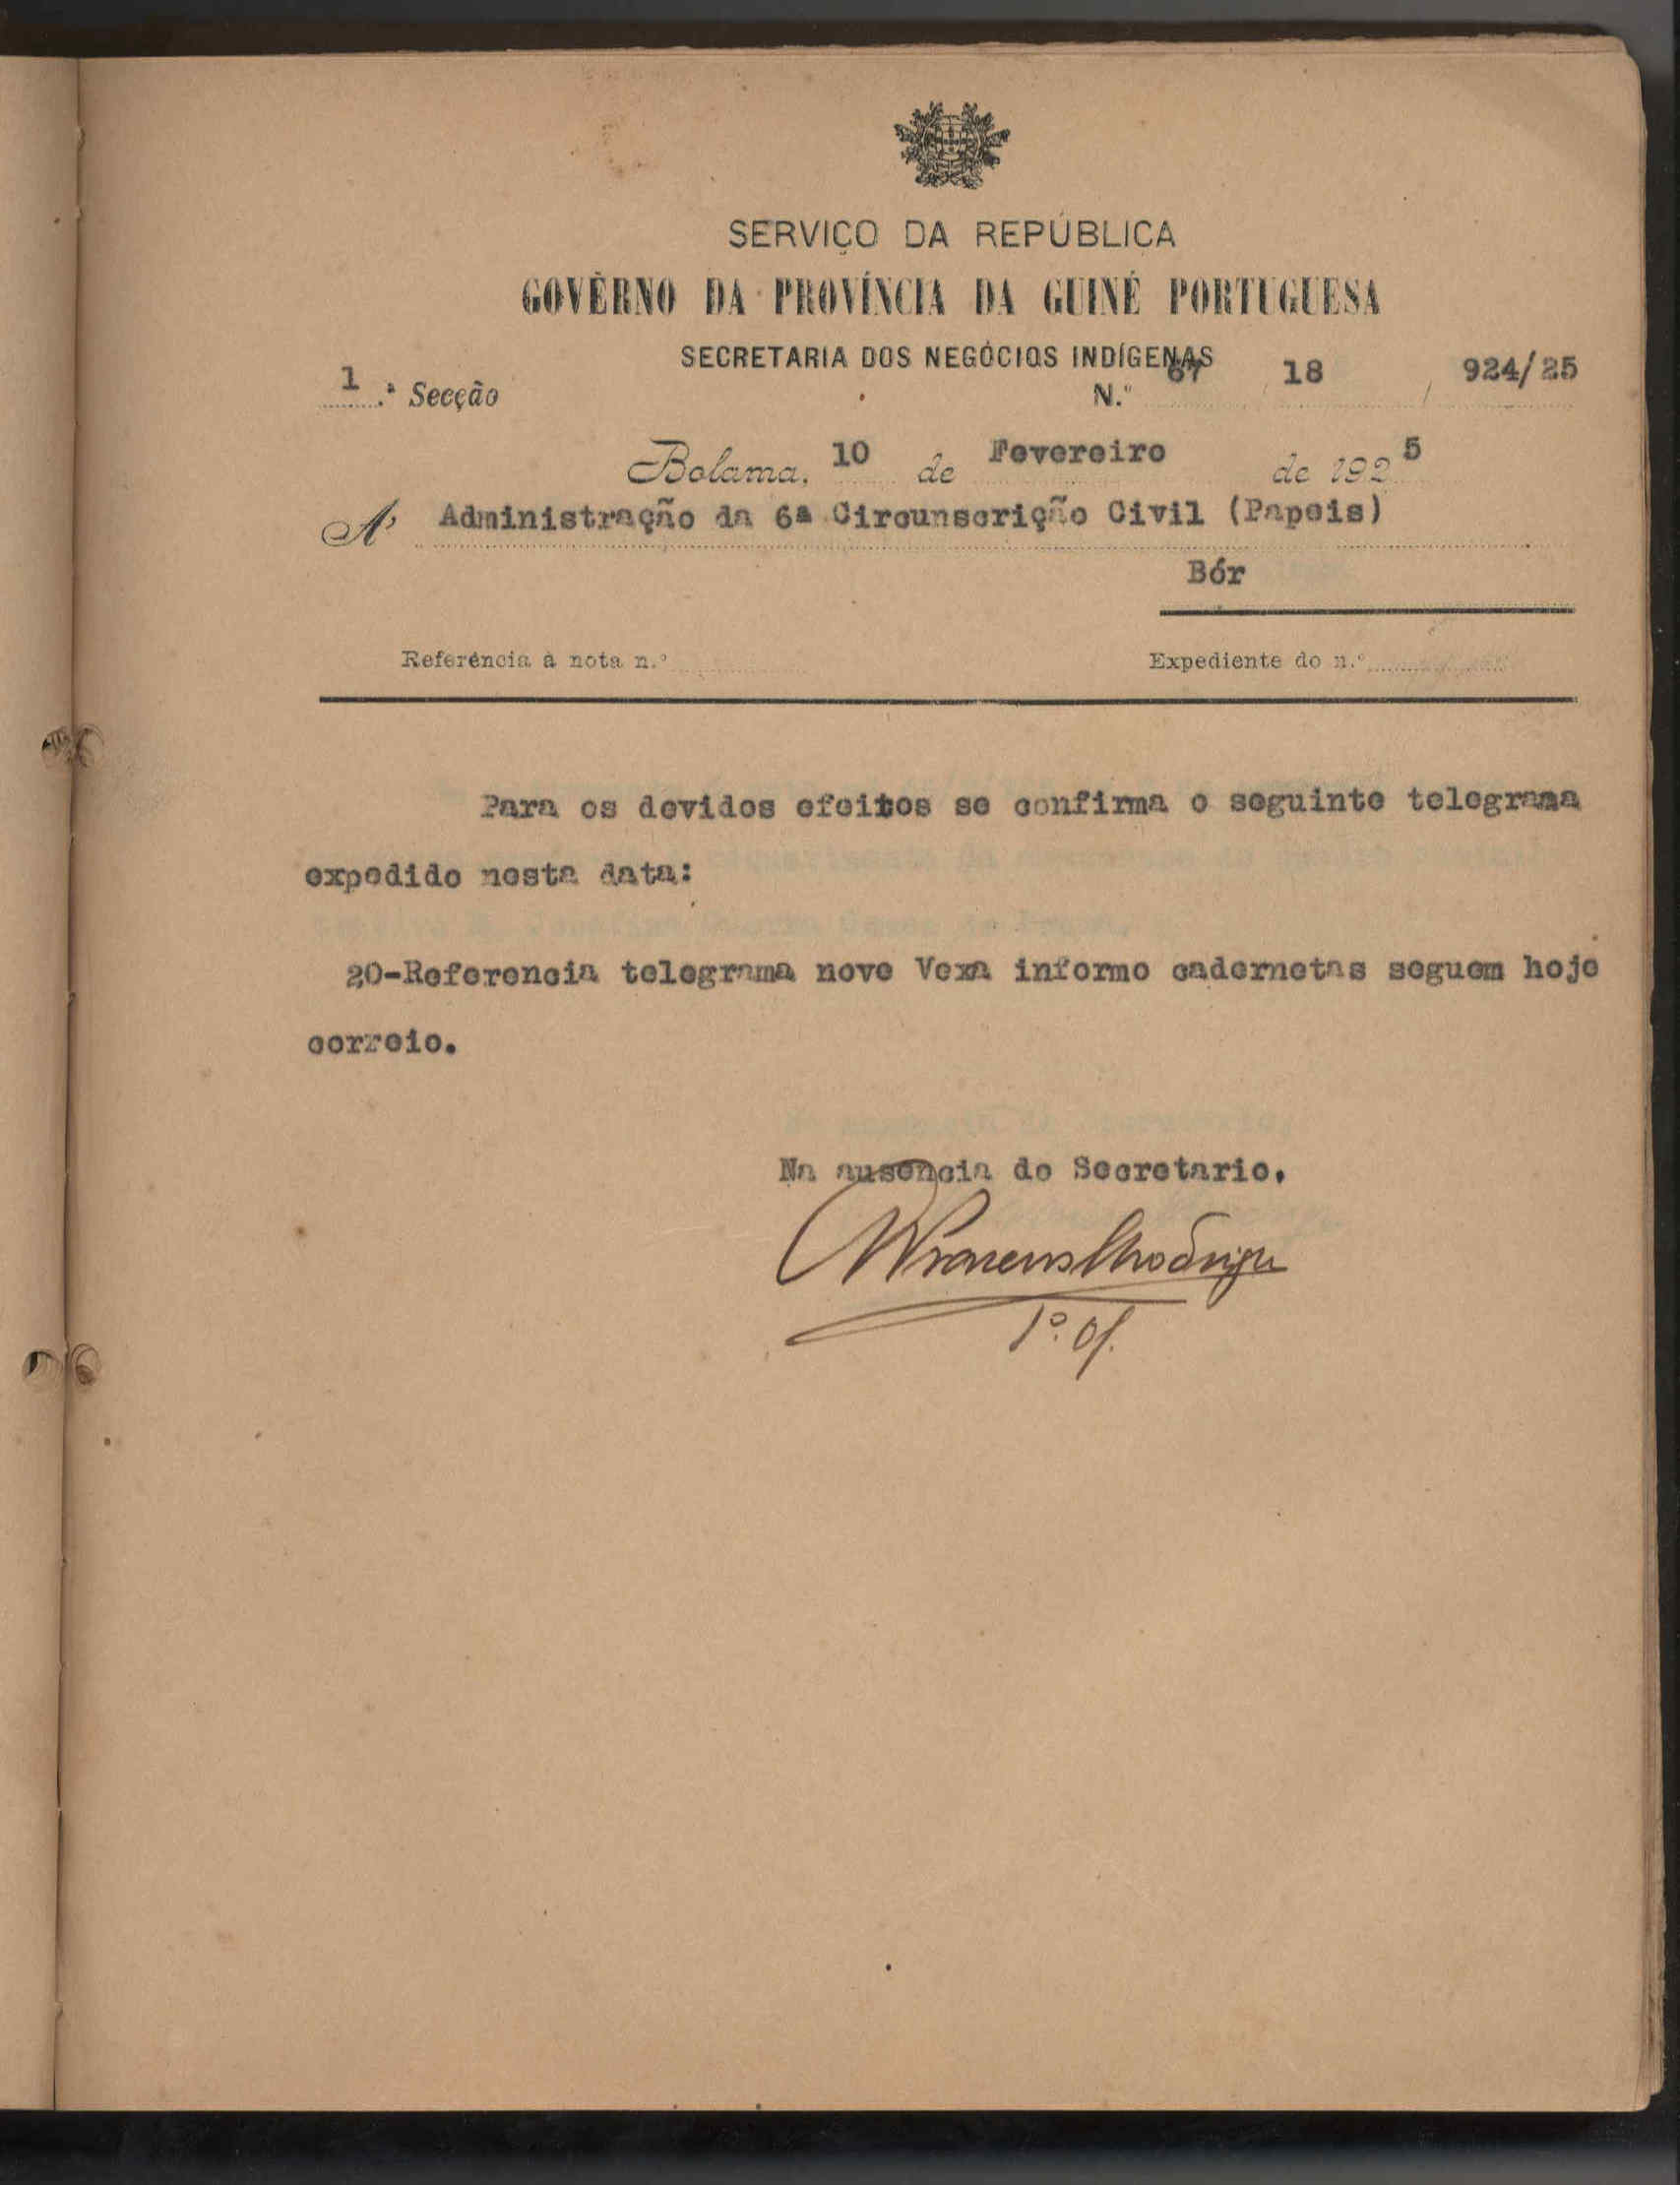 SERVIÇO DA REPÚBLICA
GOVÊRNO DA PROVÍNCIA DA GUINÉ PORTUGUESA
SECRETARIA DOS NEGÓCIOS INDÍGENAS
1.ª Secção N.º 67 / 18 / 924/25
Bolama, 10 de Fevereiro de 1925
À Administração da 6ª Circunscrição Civil (Papeis)
Bór
Referência à nota n.º Expediente do n.º
Para os devidos efeitos se confirma o seguinte telegrama
expedido nesta data:
20-Referencia telegrama nove Vexa informo cadernetas seguem hoje
correio.
Na ausencia do Secretario.
1º. Of.